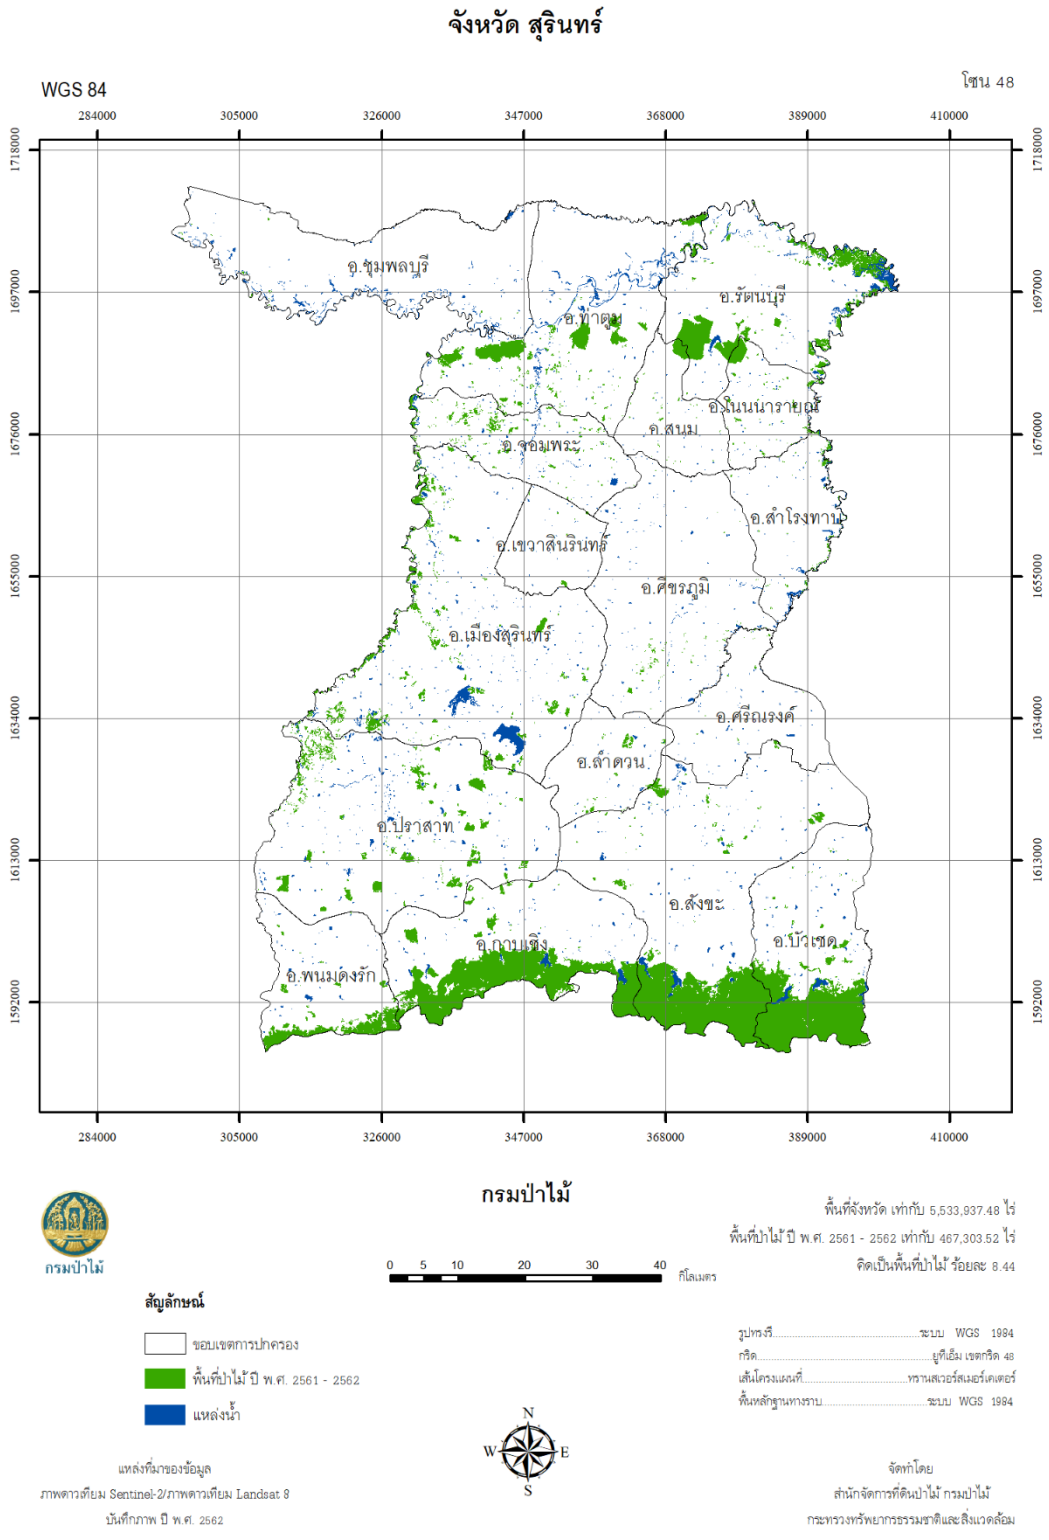 จังหวัด สุรินทร์
WGS 84
โซน 48
284000 305000 326000 347000 368000 389000 410000
1718000 1718000
1697000 1697000
1676000 1676000
1655000 1655000
1634000 1634000
1613000 1613000
1592000 1592000
อ.ชุมพลบุรี
อ.รัตนบุรี
อ.ท่าตูม
อ.โนนนารายณ์
อ.สนม
อ.จอมพระ
อ.สำโรงทาบ
อ.เขวาสินรินทร์
อ.ศีขรภูมิ
อ.เมืองสุรินทร์
อ.ศรีณรงค์
อ.ลำดวน
อ.ปราสาท
อ.สังขะ
อ.บัวเชด
อ.กาบเชิง
อ.พนมดงรัก
284000 305000 326000 347000 368000 389000 410000
กรมป่าไม้
กรมป่าไม้
พื้นที่จังหวัด เท่ากับ 5,533,937.48 ไร่
พื้นที่ป่าไม้ ปี พ.ศ. 2561 - 2562 เท่ากับ 467,303.52 ไร่
คิดเป็นพื้นที่ป่าไม้ ร้อยละ 8.44
0 5 10 20 30 40
กิโลเมตร
สัญลักษณ์
ขอบเขตการปกครอง
พื้นที่ป่าไม้ ปี พ.ศ. 2561 - 2562
แหล่งน้ำ
รูปทรงรี........................................ระบบ WGS 1984
กริด................................................ยูทีเอ็ม เขตกริด 48
เส้นโครงแผนที่............................ทรานสเวอร์สเมอร์เคเตอร์
พื้นหลักฐานทางราบ.............................ระบบ WGS 1984
N
W E
S
แหล่งที่มาของข้อมูล
ภาพดาวเทียม Sentinel-2/ภาพดาวเทียม Landsat 8
บันทึกภาพ ปี พ.ศ. 2562
จัดทำโดย
สำนักจัดการที่ดินป่าไม้ กรมป่าไม้
กระทรวงทรัพยากรธรรมชาติและสิ่งแวดล้อม